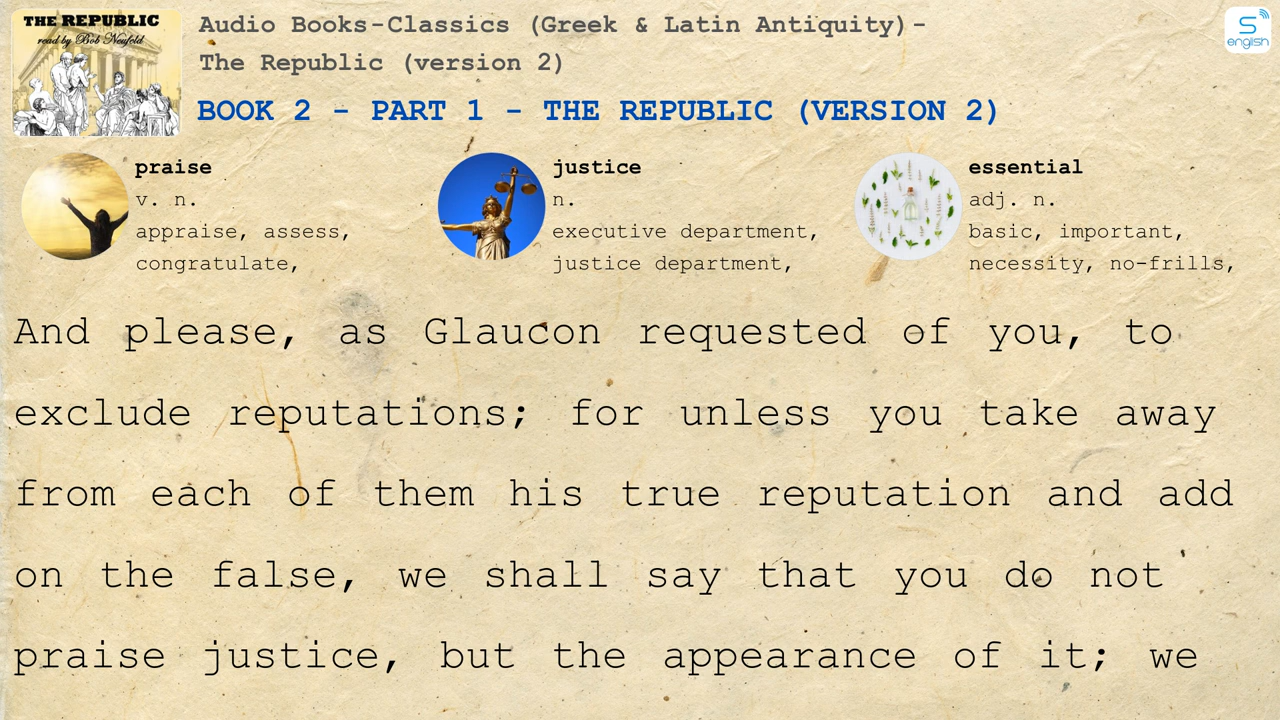 THE REPUBLIC
read by Bob Neufeld
Audio Books-Classics (Greek & Latin Antiquity)-
The Republic (version 2)
BOOK 2 - PART 1 - THE REPUBLIC (VERSION 2)
S
english
praise
v. n.
appraise, assess,
congratulate,
justice
n.
executive department,
justice department,
essential
adj. n.
basic, important,
necessity, no-frills,
And please, as Glaucon requested of you, to
exclude reputations; for unless you take away
from each of them his true reputation and add
on the false, we shall say that you do not
praise justice, but the appearance of it; we